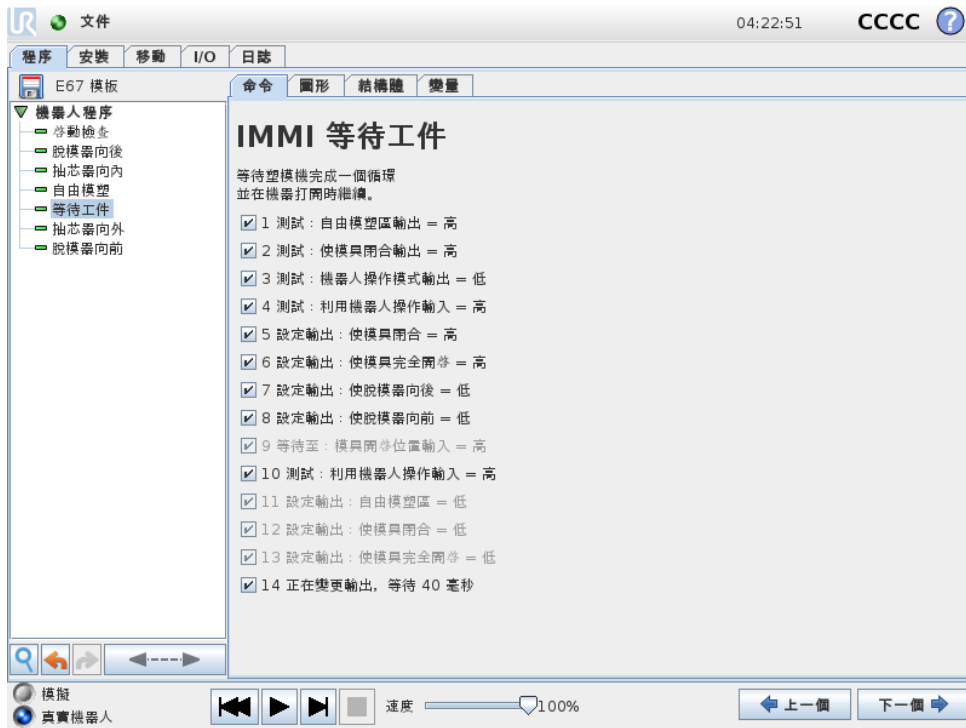 UR 文件 04:22:51 CCCC ?
程序 安裝 移動 I/O 日誌
E67 模板
命令 圖形 結構體 變量
機器人程序
啓動檢查
脫模器向後
抽芯器向內
自由模塑
等待工件
抽芯器向外
脫模器向前
IMMI 等待工件
等待塑模機完成一個循環
並在機器打開時繼續。
1 測試：自由模塑區輸出 = 高
2 測試：使模具閉合輸出 = 高
3 測試：機器人操作模式輸出 = 低
4 測試：利用機器人操作輸入 = 高
5 設定輸出：使模具閉合 = 高
6 設定輸出：使模具完全開啓 = 高
7 設定輸出：使脫模器向後 = 低
8 設定輸出：使脫模器向前 = 低
9 等待至：模具開啓位置輸入 = 高
10 測試：利用機器人操作輸入 = 高
11 設定輸出：自由模塑區 = 低
12 設定輸出：使模具閉合 = 低
13 設定輸出：使模具完全開啓 = 低
14 正在變更輸出，等待 40 毫秒
模擬
真實機器人
速度 100%
上一個 下一個